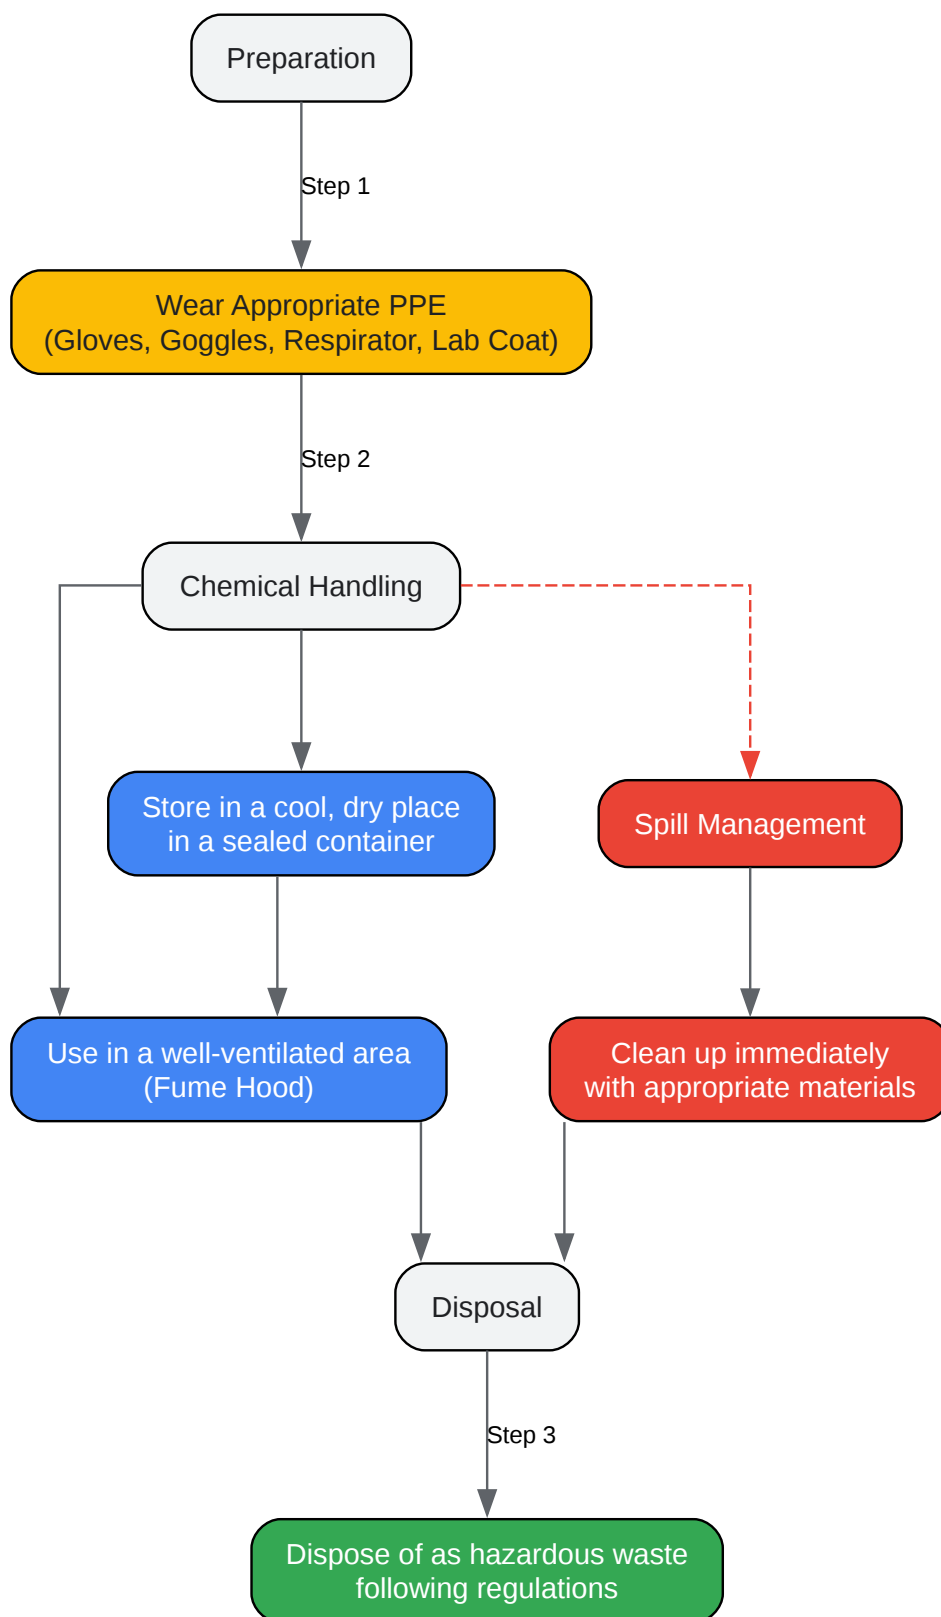 Preparation
Step 1
Wear Appropriate PPE
(Gloves, Goggles, Respirator, Lab Coat)
Step 2
Chemical Handling
Store in a cool, dry place
in a sealed container
Spill Management
Use in a well-ventilated area
(Fume Hood)
Clean up immediately
with appropriate materials
Disposal
Step 3
Dispose of as hazardous waste
following regulations